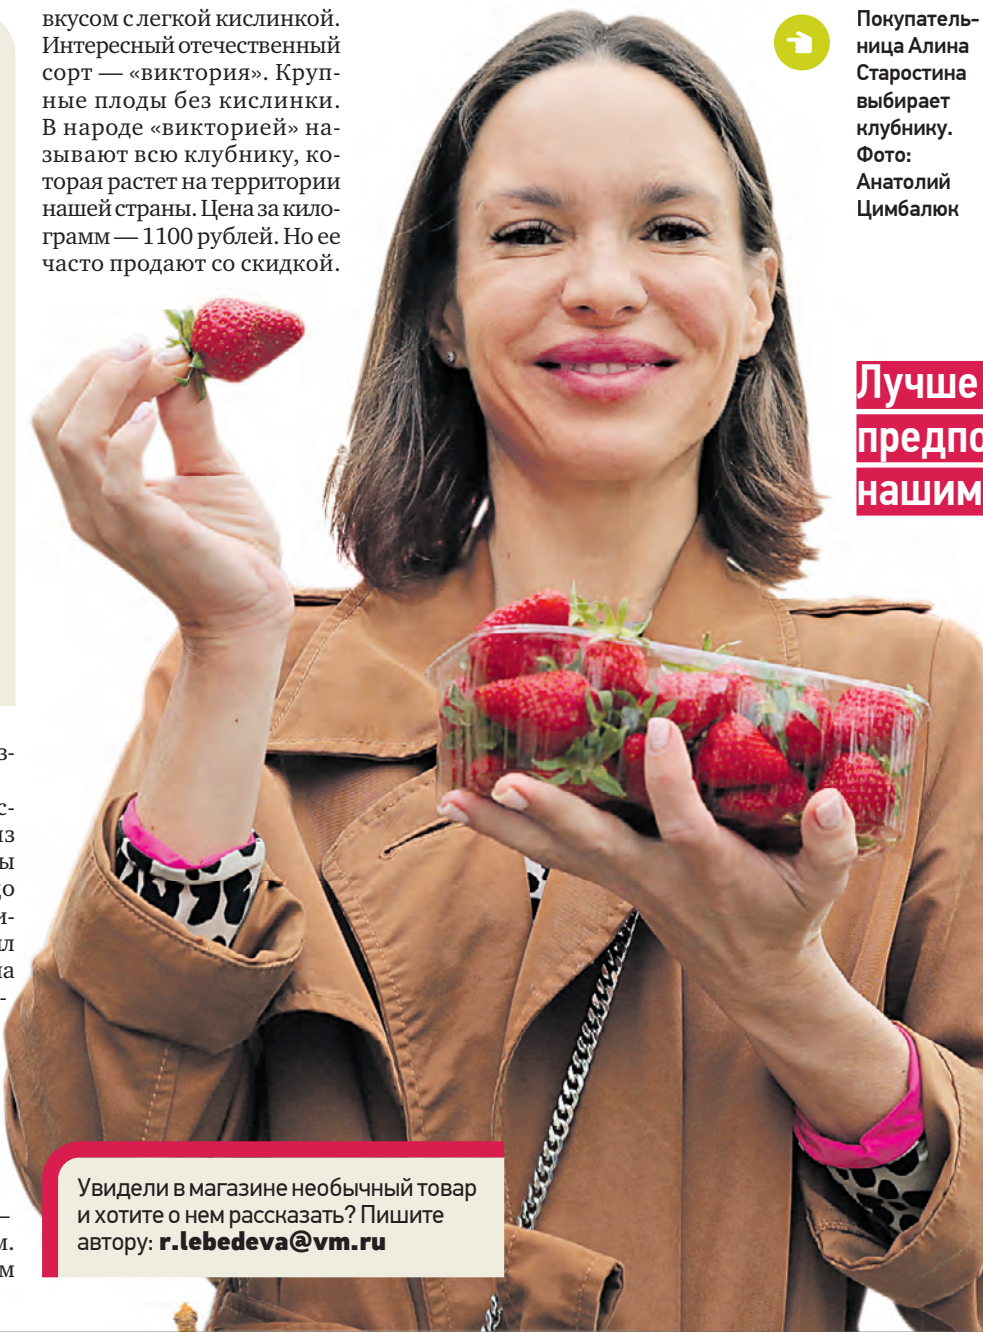 вкусом с легкой кислинкой.
Интересный отечественный
сорт — «виктория». Круп-
ные плоды без кислинки.
В народе «викторией» на-
зывают всю клубнику, ко-
торая растет на территории
нашей страны. Цена за кило-
грамм — 1100 рублей. Но ее
часто продают со скидкой.
Покупатель-
ница Алина
Старостина
выбирает
клубнику.
Фото:
Анатолий
Цимбалюк
Лучше
нашим
Увидели в магазине необычный товар
и хотите о нем рассказать? Пишите
автору: r.lebedeva@vm.ru